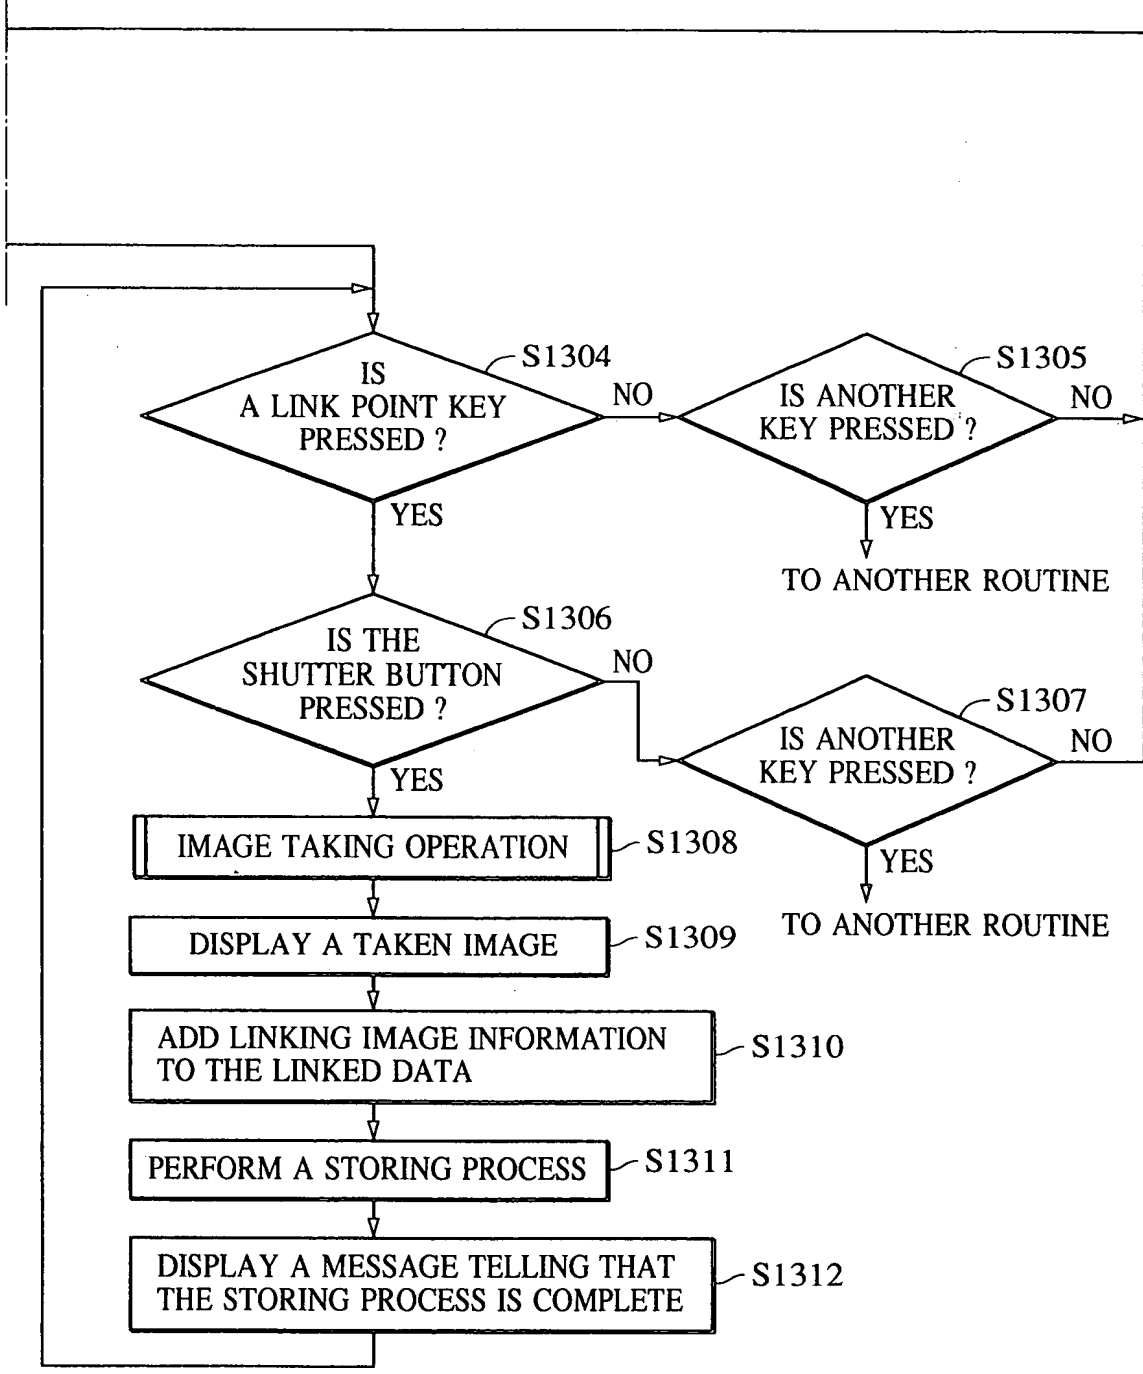 S1304
IS
A LINK POINT KEY
PRESSED ?
NO
YES
S1305
IS ANOTHER
KEY PRESSED ?
NO
YES
TO ANOTHER ROUTINE
S1306
IS THE
SHUTTER BUTTON
PRESSED ?
NO
YES
S1307
IS ANOTHER
KEY PRESSED ?
NO
YES
TO ANOTHER ROUTINE
IMAGE TAKING OPERATION
S1308
DISPLAY A TAKEN IMAGE
S1309
ADD LINKING IMAGE INFORMATION
TO THE LINKED DATA
S1310
PERFORM A STORING PROCESS
S1311
DISPLAY A MESSAGE TELLING THAT
THE STORING PROCESS IS COMPLETE
S1312